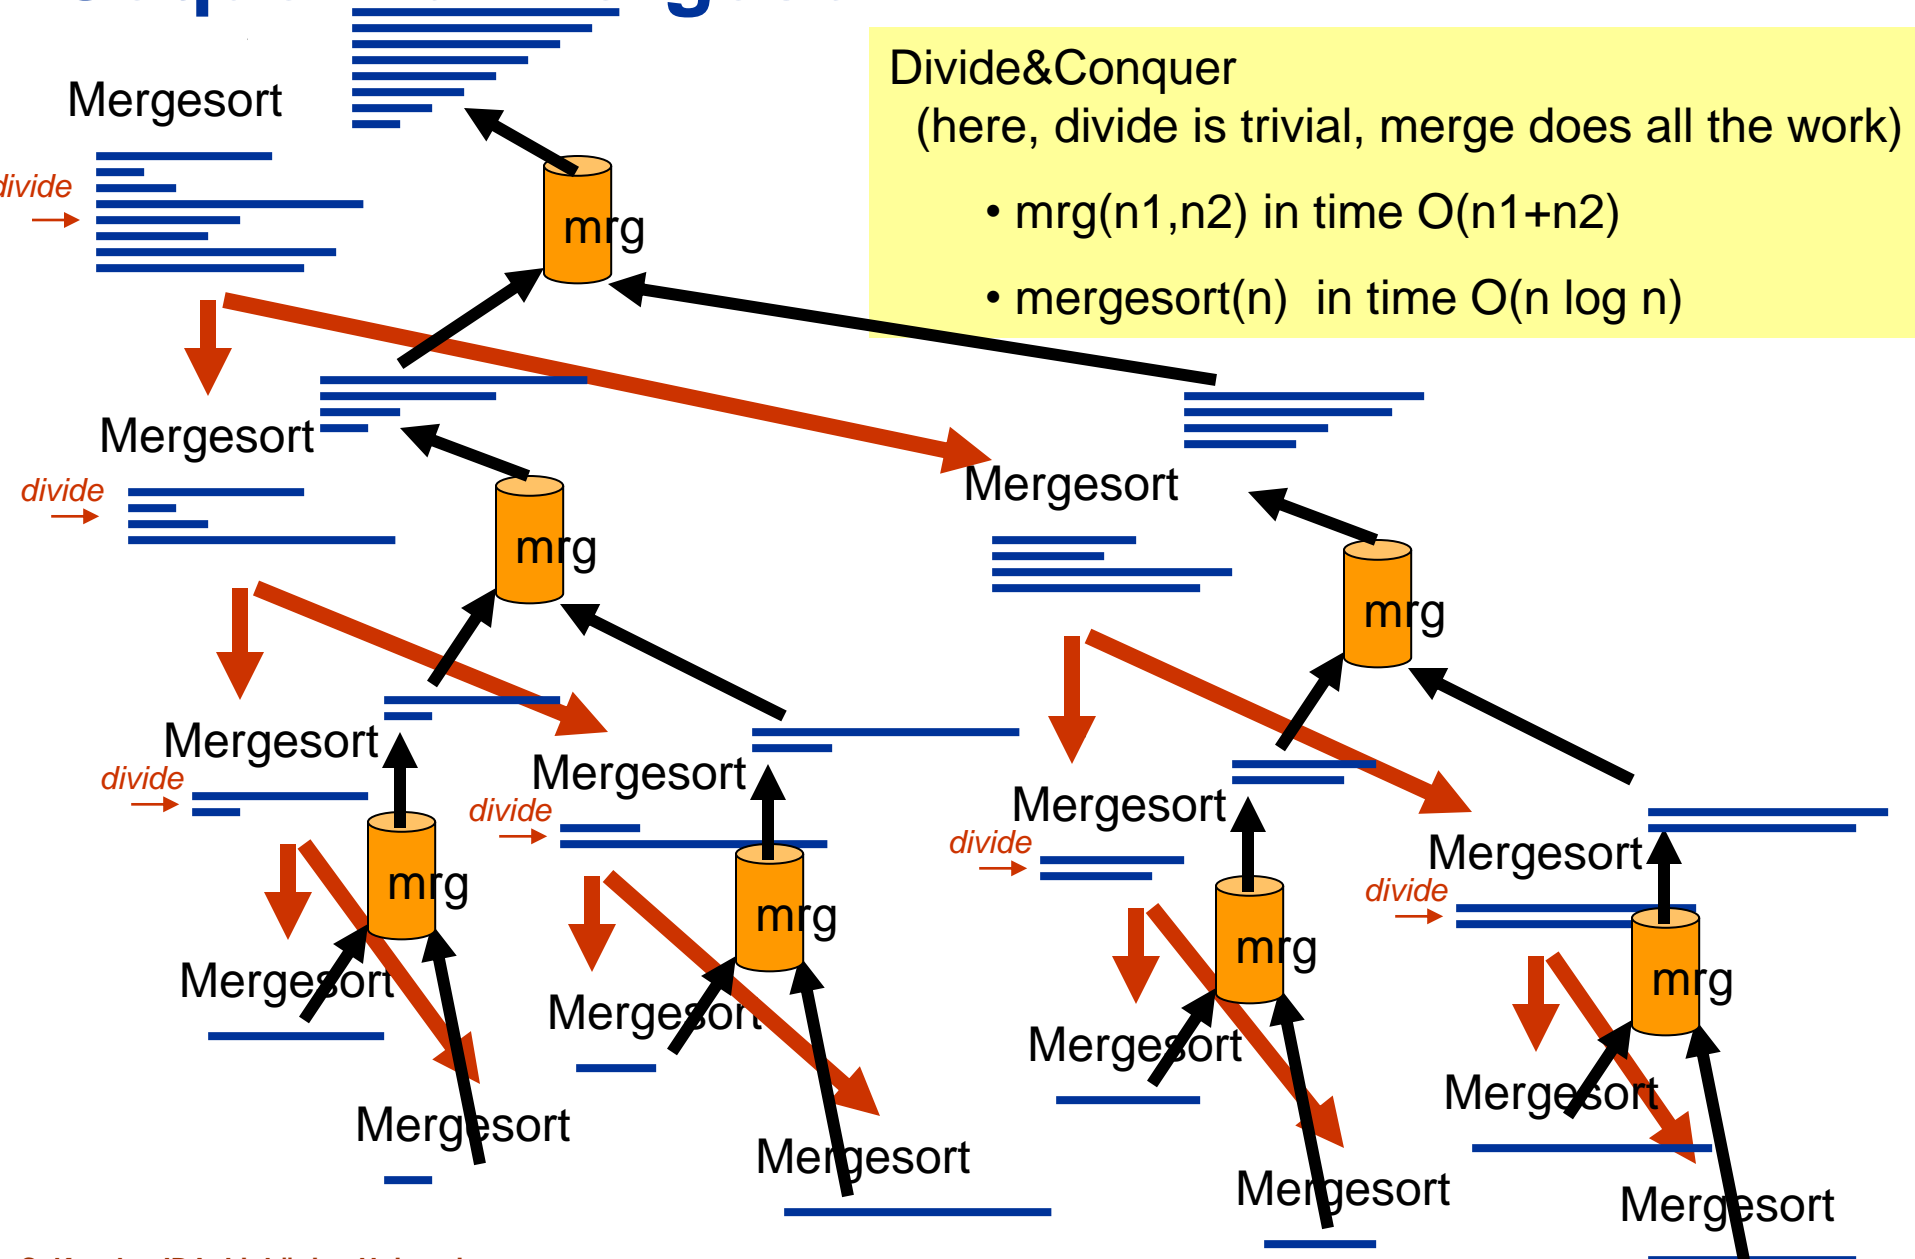 Mergesort
divide
Divide&Conquer
(here, divide is trivial, merge does all the work)
• mrg(n1,n2) in time O(n1+n2)
• mergesort(n) in time O(n log n)
mrg
Mergesort
divide
mrg
Mergesort
mrg
Mergesort
divide
mrg
Mergesort
divide
mrg
Mergesort
divide
mrg
Mergesort
divide
mrg
Mergesort
Mergesort
Mergesort
Mergesort
Mergesort
Mergesort
Mergesort
Mergesort